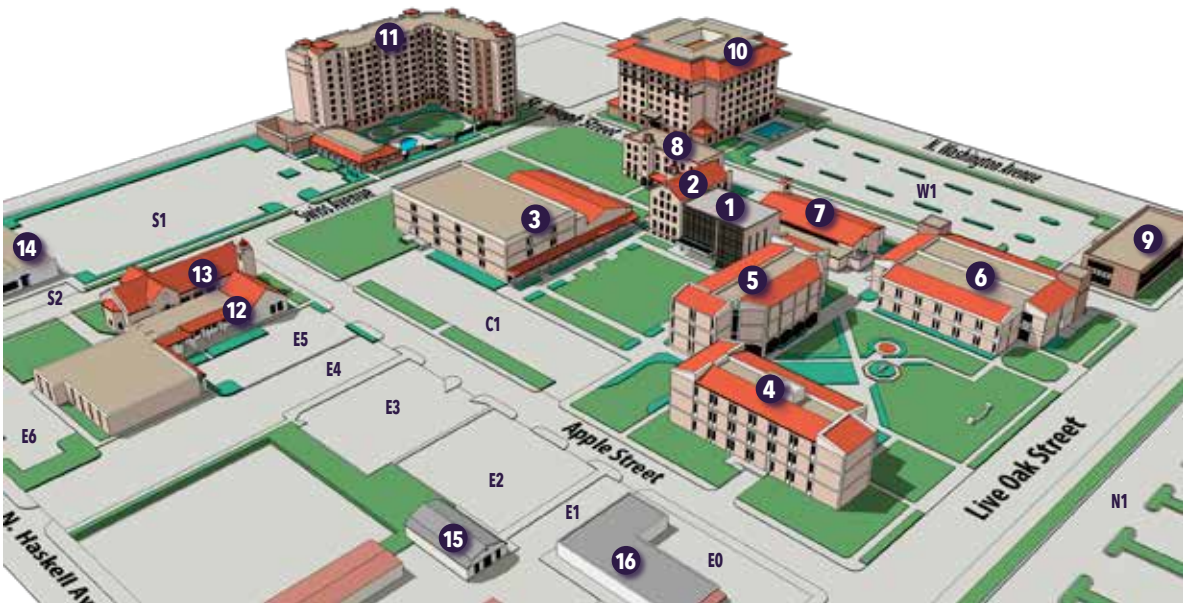 11
10
St. Joseph Street
8
N. Washington Avenue
2
W1
Swiss Avenue
1
7
3
S1
9
14
13
5
6
S2
12
C1
E5
E4
4
E3
E6
Apple Street
Live Oak Street
E2
N1
E1
N. Haskell Av
15
16
E0